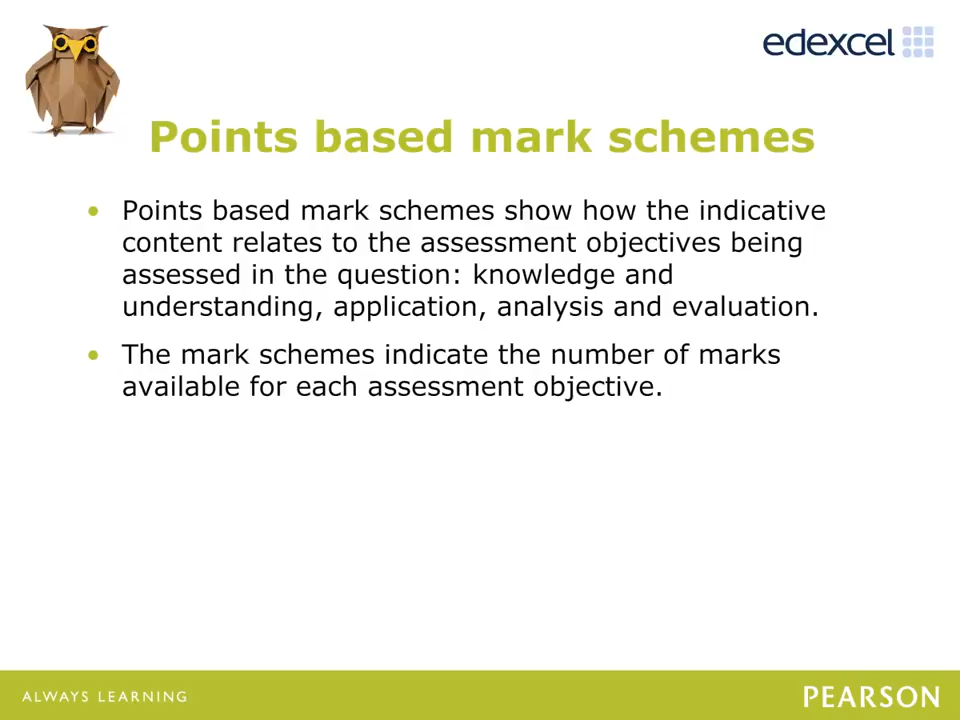 edexcel
Points based mark schemes
• Points based mark schemes show how the indicative
content relates to the assessment objectives being
assessed in the question: knowledge and
understanding, application, analysis and evaluation.
• The mark schemes indicate the number of marks
available for each assessment objective.
ALWAYS LEARNING
PEARSON